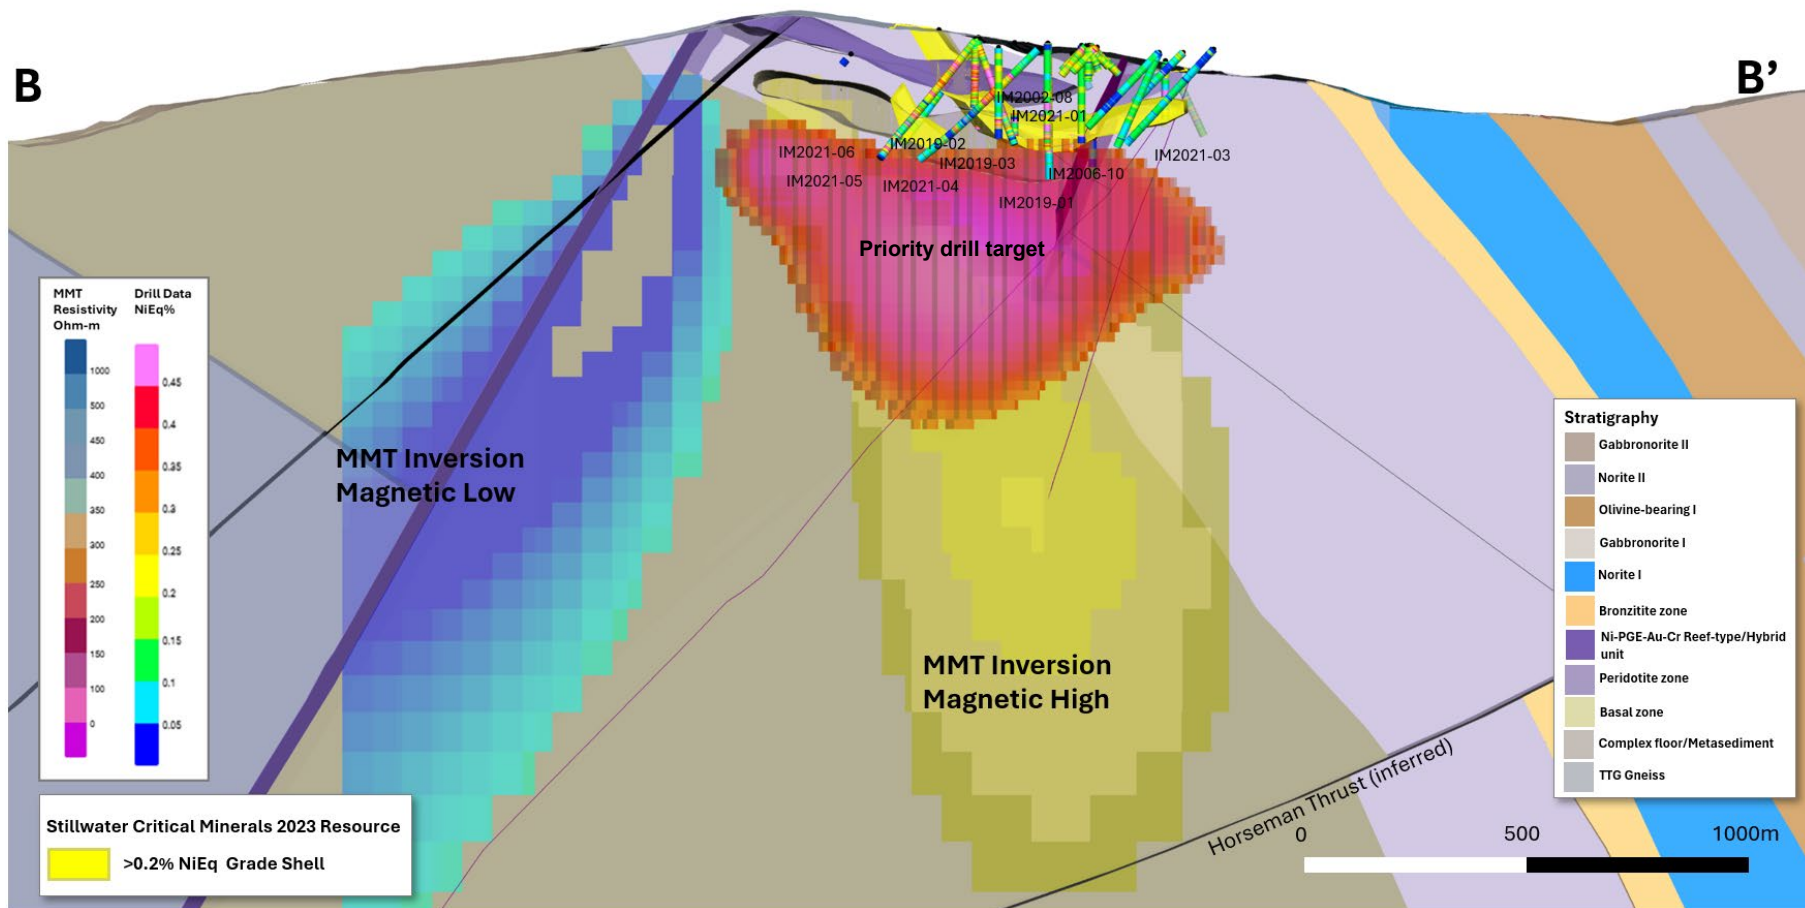 B
B’
IM2002-08
IM2021-01
IM2019-02
IM2021-06
IM2019-03
IM2021-03
IM2021-05
IM2021-04
IM2006-10
IM2019-01
Priority drill target
MMT
Resistivity
Ohm-m
1000
500
450
400
350
300
250
200
150
100
0
Drill Data
NiEq%
0.45
0.4
0.35
0.3
0.25
0.2
0.15
0.1
0.05
MMT Inversion
Magnetic Low
MMT Inversion
Magnetic High
Stratigraphy
Gabbronorite II
Norite II
Olivine-bearing I
Gabbronorite I
Norite I
Bronzitite zone
Ni-PGE-Au-Cr Reef-type/Hybrid
unit
Peridotite zone
Basal zone
Complex floor/Metasediment
TTG Gneiss
Horseman Thrust (inferred)
0
500
1000m
Stillwater Critical Minerals 2023 Resource
>0.2% NiEq Grade Shell